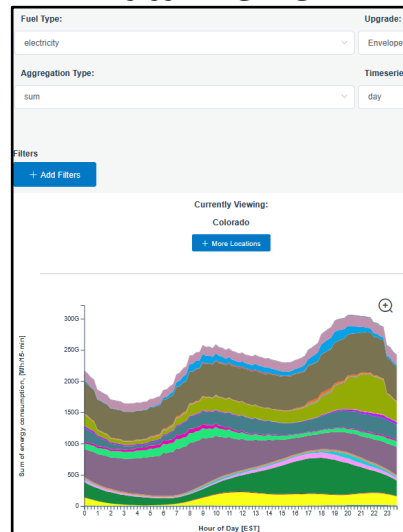 Fuel Type:
Upgrade:
electricity
Envelope
Aggregation Type:
Timeserie
sum
day
Filters
+ Add Filters
Currently Viewing:
Colorado
+ More Locations
Sum of energy consumption, [Wh/15-min]
300G
250G
200G
150G
100G
50G
0
0 1 2 3 4 5 6 7 8 9 10 11 12 13 14 15 16 17 18 19 20 21 22 23
Hour of Day [EST]